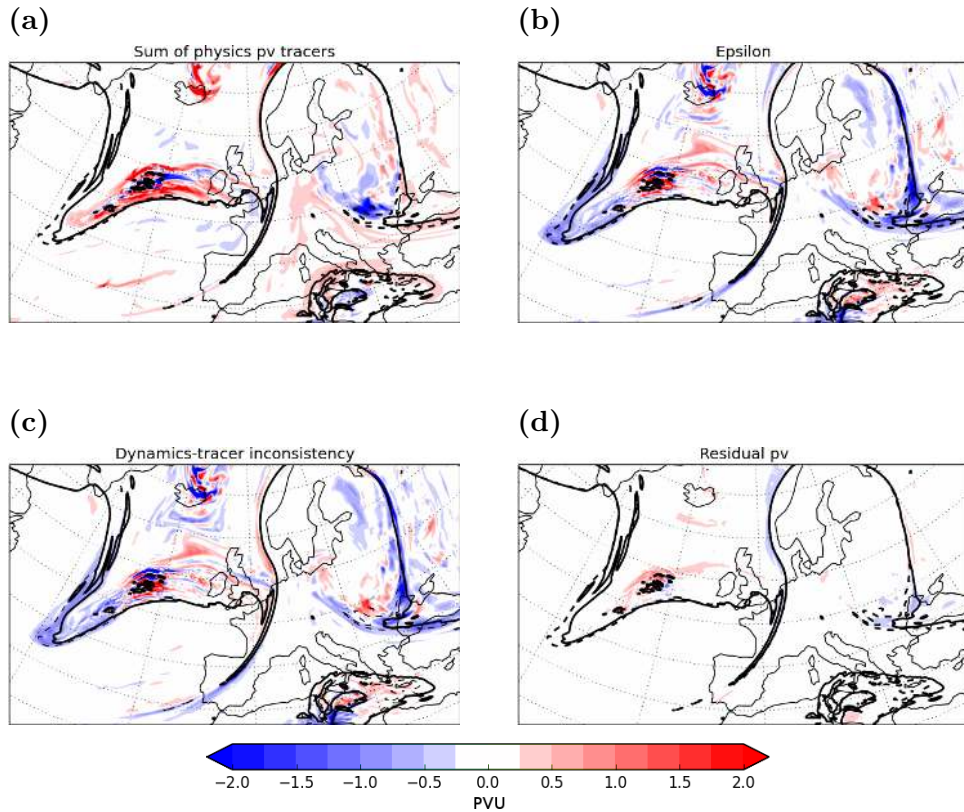 (a)
Sum of physics pv tracers
(b)
Epsilon
(c)
Dynamics-tracer inconsistency
(d)
Residual pv
−2.0 −1.5 −1.0 −0.5 0.0 0.5 1.0 1.5 2.0
PVU